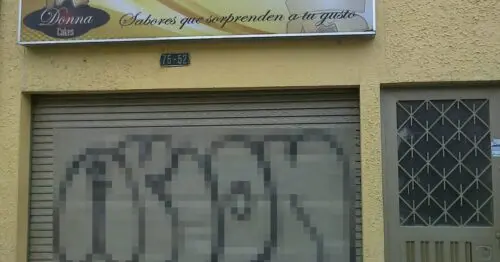 Donna
Cakes
Sabores que sorprenden a tu gusto
75-52